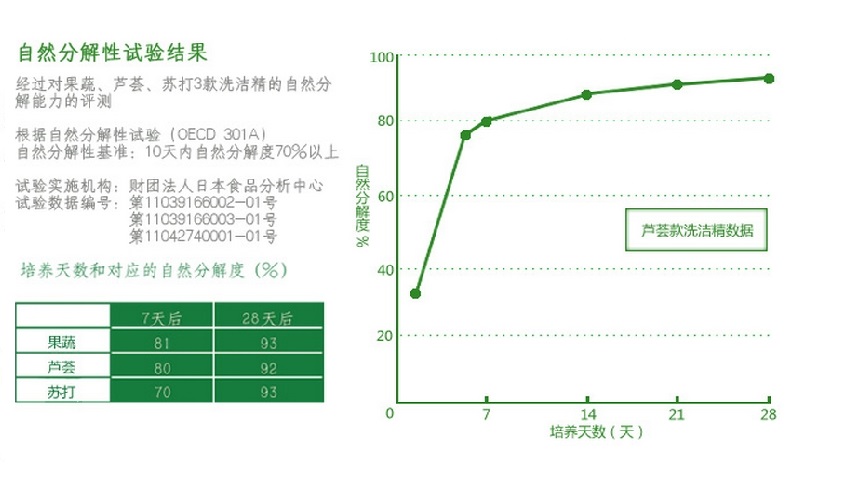 自然分解性试验结果
经过对果蔬、芦荟、苏打3款洗洁精的自然分
解能力的评测
根据自然分解性试验（OECD 301A）
自然分解性基准：10天内自然分解度70%以上
试验实施机构：财团法人日本食品分析中心
试验数据编号：第11039166002-01号
第11039166003-01号
第11042740001-01号
培养天数和对应的自然分解度（%）
7天后 28天后
果蔬 81 93
芦荟 80 92
苏打 70 93
100
80
60
40
20
0
自然分解度%
芦荟款洗洁精数据
7 14 21 28
培养天数（天）